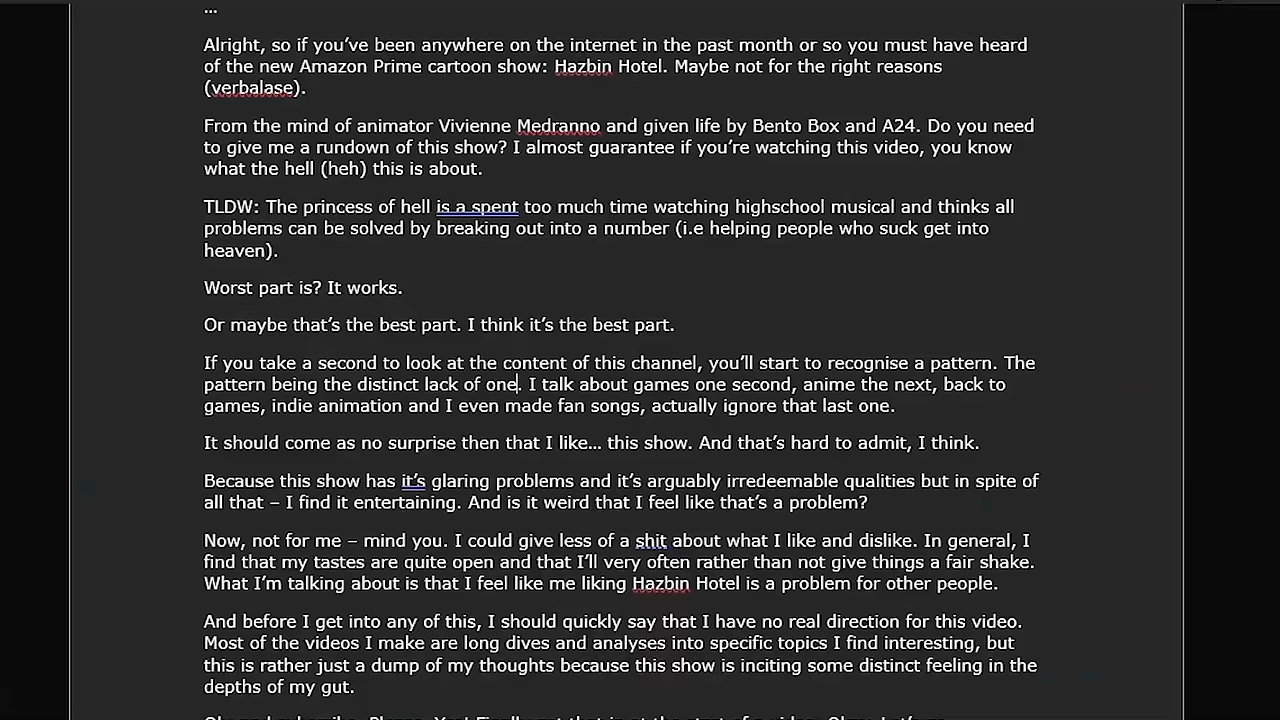 ...
Alright, so if you've been anywhere on the internet in the past month or so you must have heard
of the new Amazon Prime cartoon show: Hazbin Hotel. Maybe not for the right reasons
(verbalase).
From the mind of animator Vivienne Medranno and given life by Bento Box and A24. Do you need
to give me a rundown of this show? I almost guarantee if you're watching this video, you know
what the hell (heh) this is about.
TLDW: The princess of hell is a spent too much time watching highschool musical and thinks all
problems can be solved by breaking out into a number (i.e helping people who suck get into
heaven).
Worst part is? It works.
Or maybe that's the best part. I think it's the best part.
If you take a second to look at the content of this channel, you'll start to recognise a pattern. The
pattern being the distinct lack of one. I talk about games one second, anime the next, back to
games, indie animation and I even made fan songs, actually ignore that last one.
It should come as no surprise then that I like... this show. And that's hard to admit, I think.
Because this show has it's glaring problems and it's arguably irredeemable qualities but in spite of
all that – I find it entertaining. And is it weird that I feel like that's a problem?
Now, not for me – mind you. I could give less of a shit about what I like and dislike. In general, I
find that my tastes are quite open and that I'll very often rather than not give things a fair shake.
What I'm talking about is that I feel like me liking Hazbin Hotel is a problem for other people.
And before I get into any of this, I should quickly say that I have no real direction for this video.
Most of the videos I make are long dives and analyses into specific topics I find interesting, but
this is rather just a dump of my thoughts because this show is inciting some distinct feeling in the
depths of my gut.